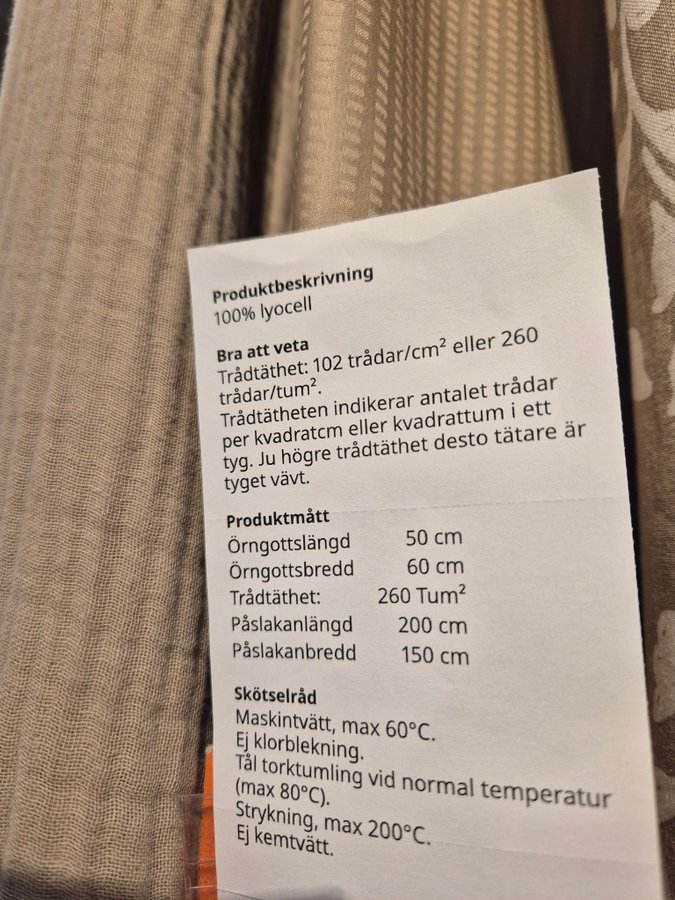 Produktbeskrivning
100% lyocell
Bra att veta
Trådtäthet: 102 trådar/cm² eller 260
trådar/tum².
Trådtätheten indikerar antalet trådar
per kvadratcm eller kvadrattum i ett
tyg. Ju högre trådtäthet desto tätare är
tyget vävt.
Produktmått
Örngottslängd 50 cm
Örngottsbredd 60 cm
Trådtäthet: 260 Tum²
Påslakanlängd 200 cm
Påslakanbredd 150 cm
Skötselråd
Maskintvätt, max 60°C.
Ej klorblekning.
Tål torktumling vid normal temperatur
(max 80°C).
Strykning, max 200°C.
Ej kemtvätt.